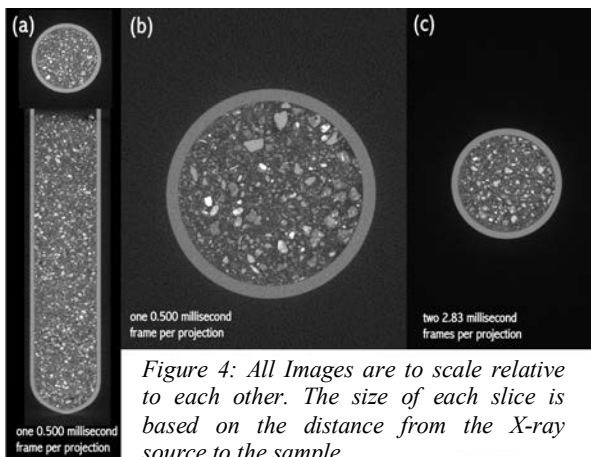 (a)
(b)
(c)
one 0.500 millisecond
frame per projection
two 2.83 millisecond
frames per projection
one 0.500 millisecond
frame per projection
Figure 4: All Images are to scale relative
to each other. The size of each slice is
based on the distance from the X-ray
source to the sample